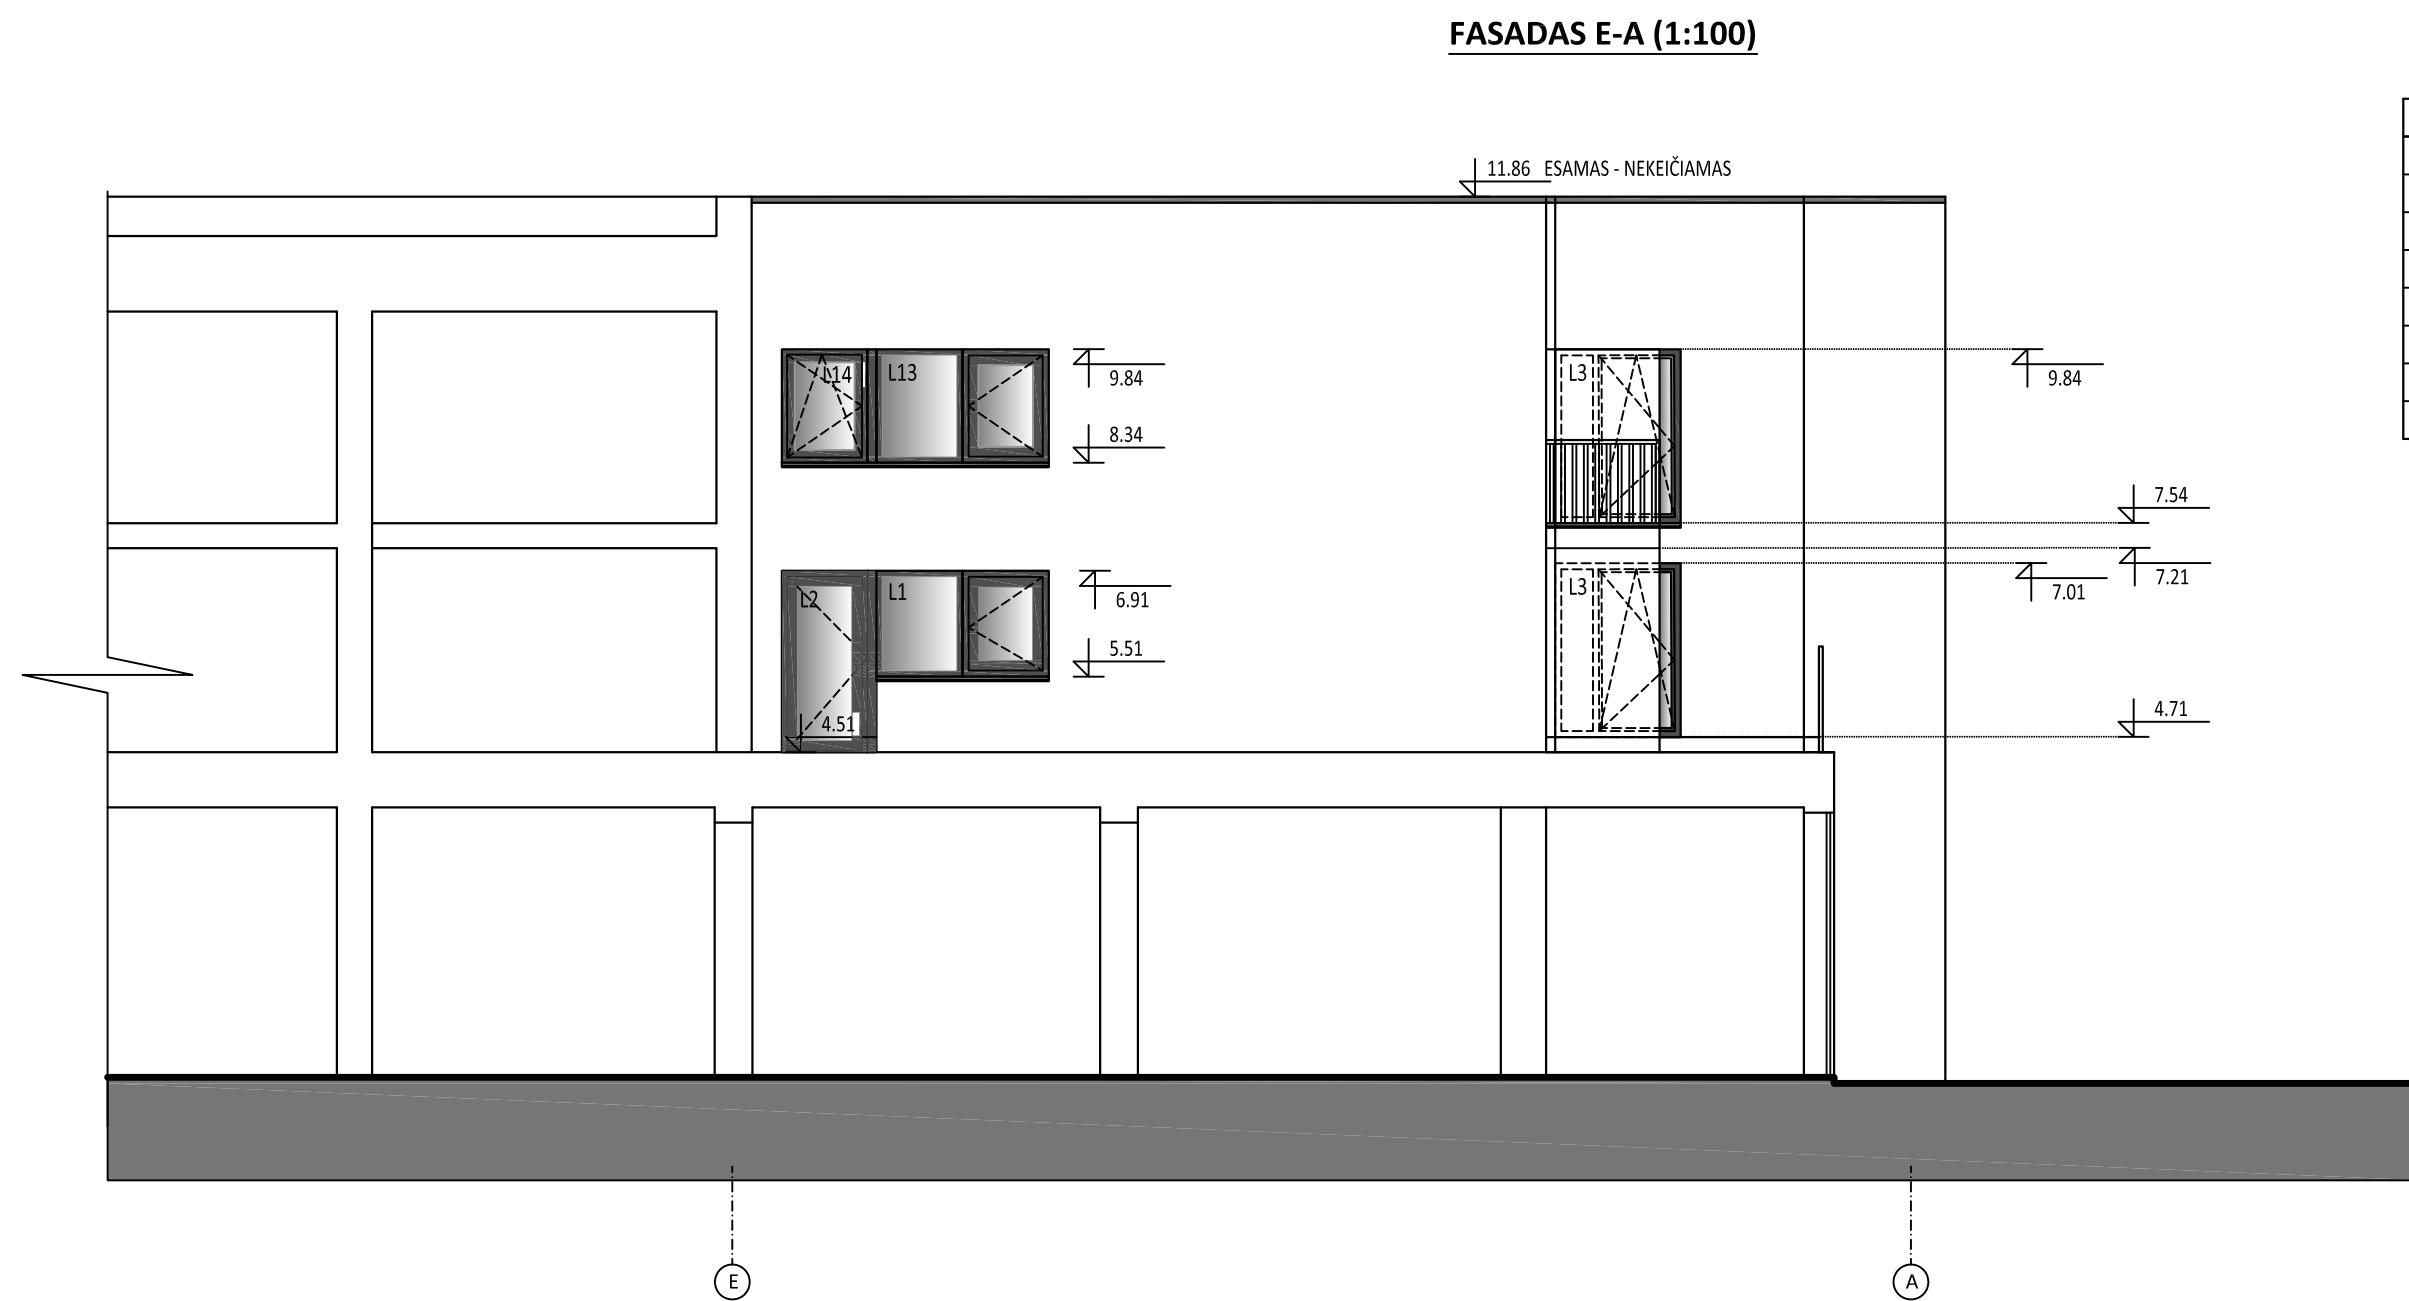 FASADAS E-A (1:100)
11.86 ESAMAS - NEKEIČIAMAS
L14 L13 9.84 L3 9.84
8.34
7.54
L2 L1 6.91 L3 7.01 7.21
5.51
4.51 4.71
E A